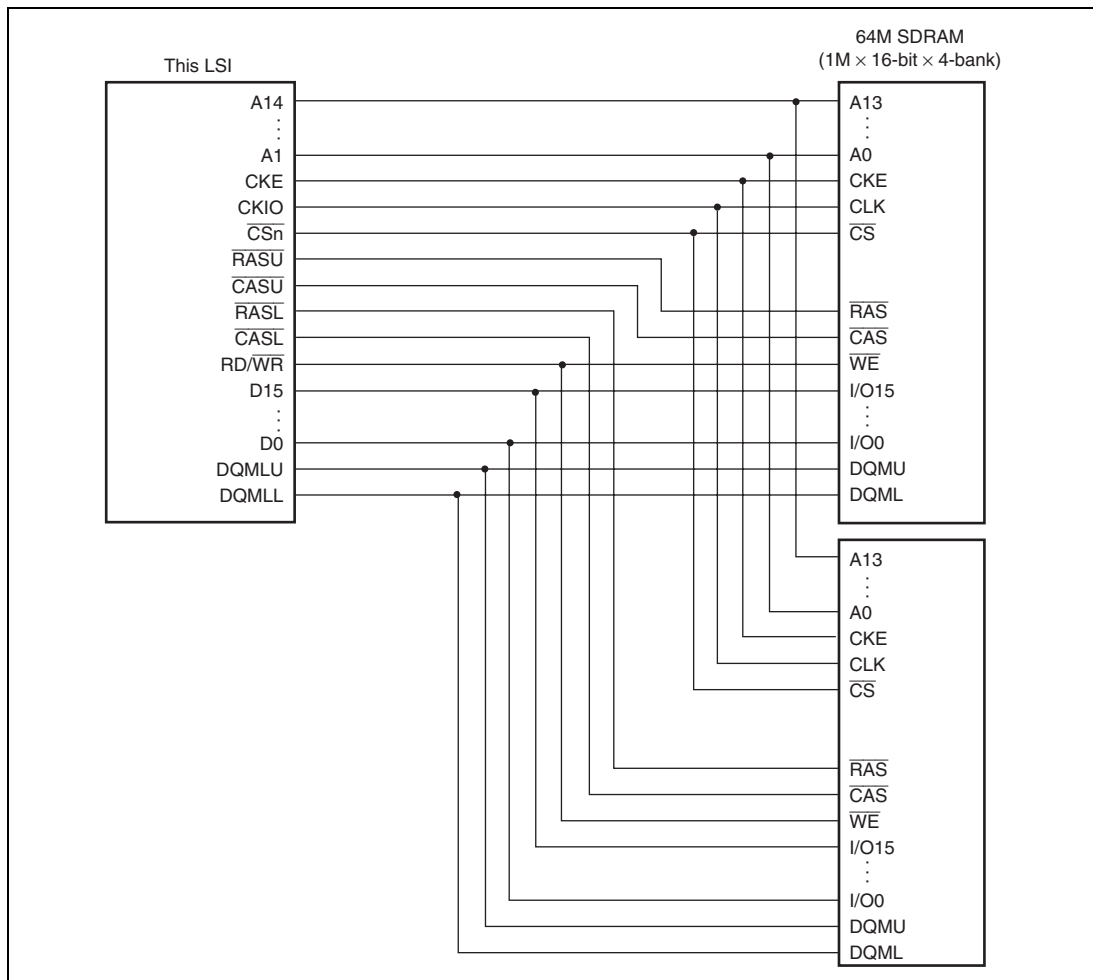 This LSI
A14
⋮
A1
CKE
CKIO
CSn
RASU
CASU
RASL
CASL
RD/WR
D15
⋮
D0
DQMLU
DQMLL
64M SDRAM
(1M × 16-bit × 4-bank)
A13
⋮
A0
CKE
CLK
CS
RAS
CAS
WE
I/O15
⋮
I/O0
DQMU
DQML
A13
⋮
A0
CKE
CLK
CS
RAS
CAS
WE
I/O15
⋮
I/O0
DQMU
DQML